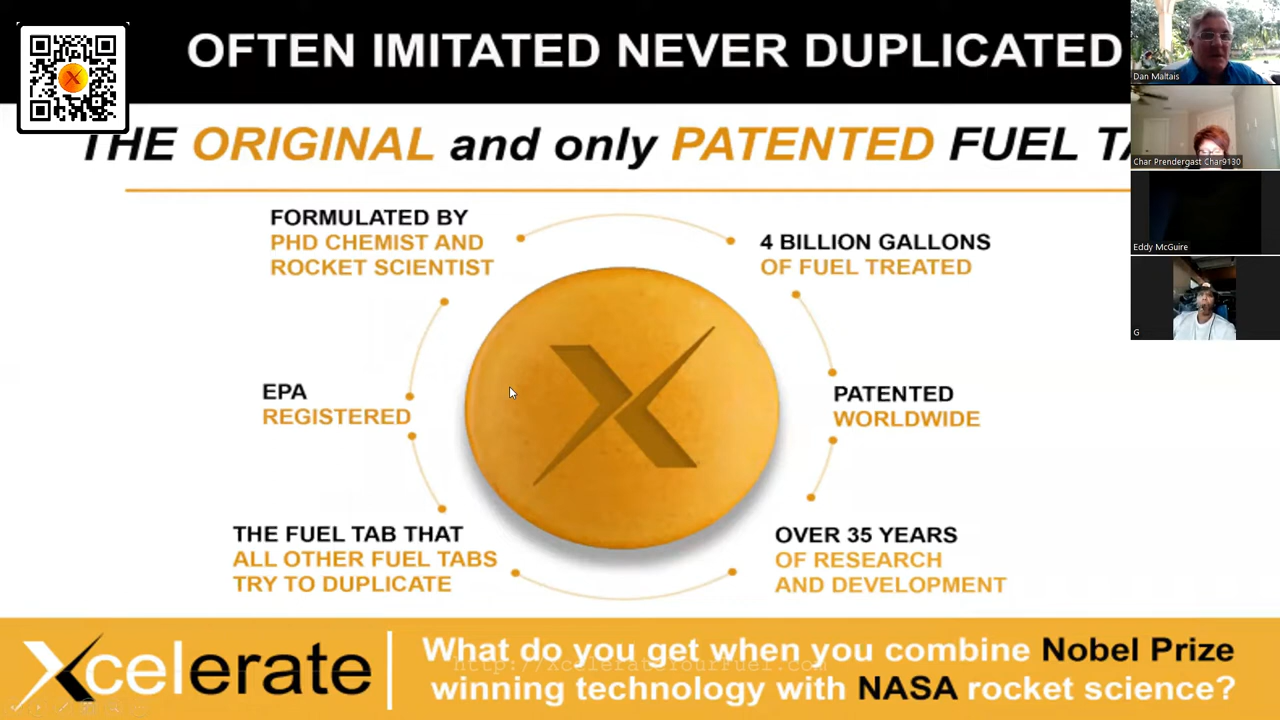 OFTEN IMITATED NEVER DUPLICATED
THE ORIGINAL and only PATENTED FUEL
FORMULATED BY
PHD CHEMIST AND
ROCKET SCIENTIST
4 BILLION GALLONS
OF FUEL TREATED
EPA
REGISTERED
PATENTED
WORLDWIDE
THE FUEL TAB THAT
ALL OTHER FUEL TABS
TRY TO DUPLICATE
OVER 35 YEARS
OF RESEARCH
AND DEVELOPMENT
Xcelerate
What do you get when you combine Nobel Prize
http://XcelerateYourFuel.com
winning technology with NASA rocket science?
Dan Maltais
Char Prendergast Char9130
Eddy McGuire
G